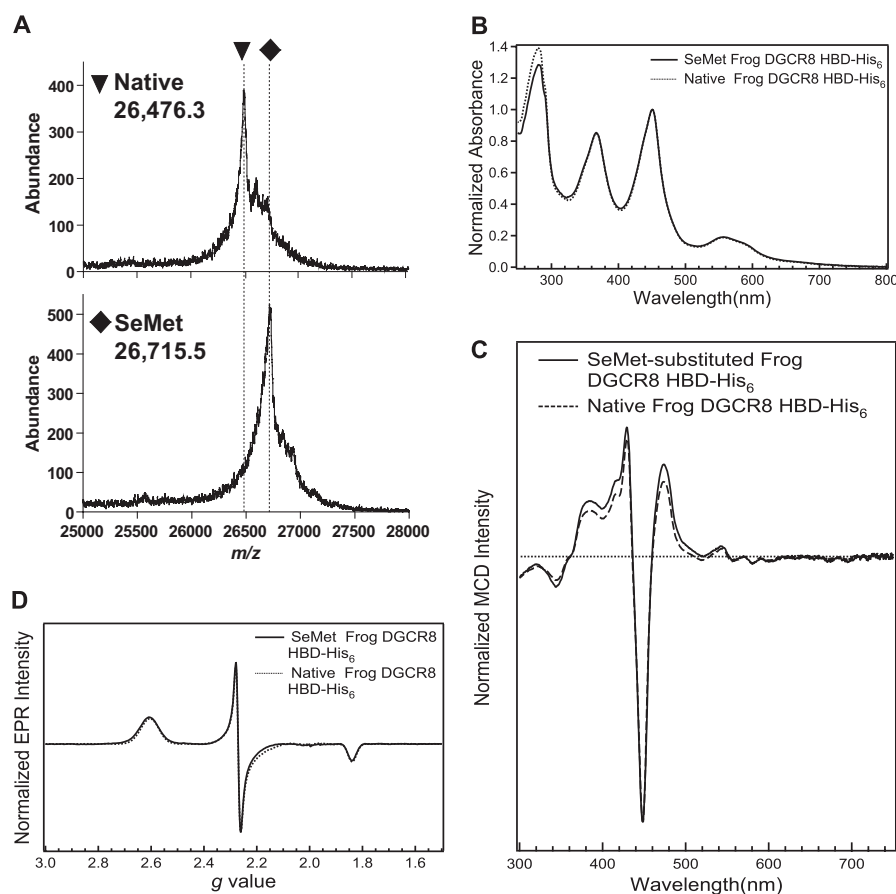 A
▼ Native
26,476.3
Abundance
400
300
200
100
0
◆ SeMet
26,715.5
Abundance
500
400
300
200
100
0
25000 25500 26000 26500 27000 27500 28000
m/z
B
SeMet Frog DGCR8 HBD-His6
Native Frog DGCR8 HBD-His6
Normalized Absorbance
1.4
1.2
1.0
0.8
0.6
0.4
0.2
0.0
300 400 500 600 700 800
Wavelength(nm)
C
SeMet-substituted Frog
DGCR8 HBD-His6
Native Frog DGCR8 HBD-His6
Normalized MCD Intensity
300 400 500 600 700
Wavelength(nm)
D
SeMet Frog DGCR8
HBD-His6
Native Frog DGCR8
HBD-His6
Normalized EPR Intensity
3.0 2.8 2.6 2.4 2.2 2.0 1.8 1.6
g value